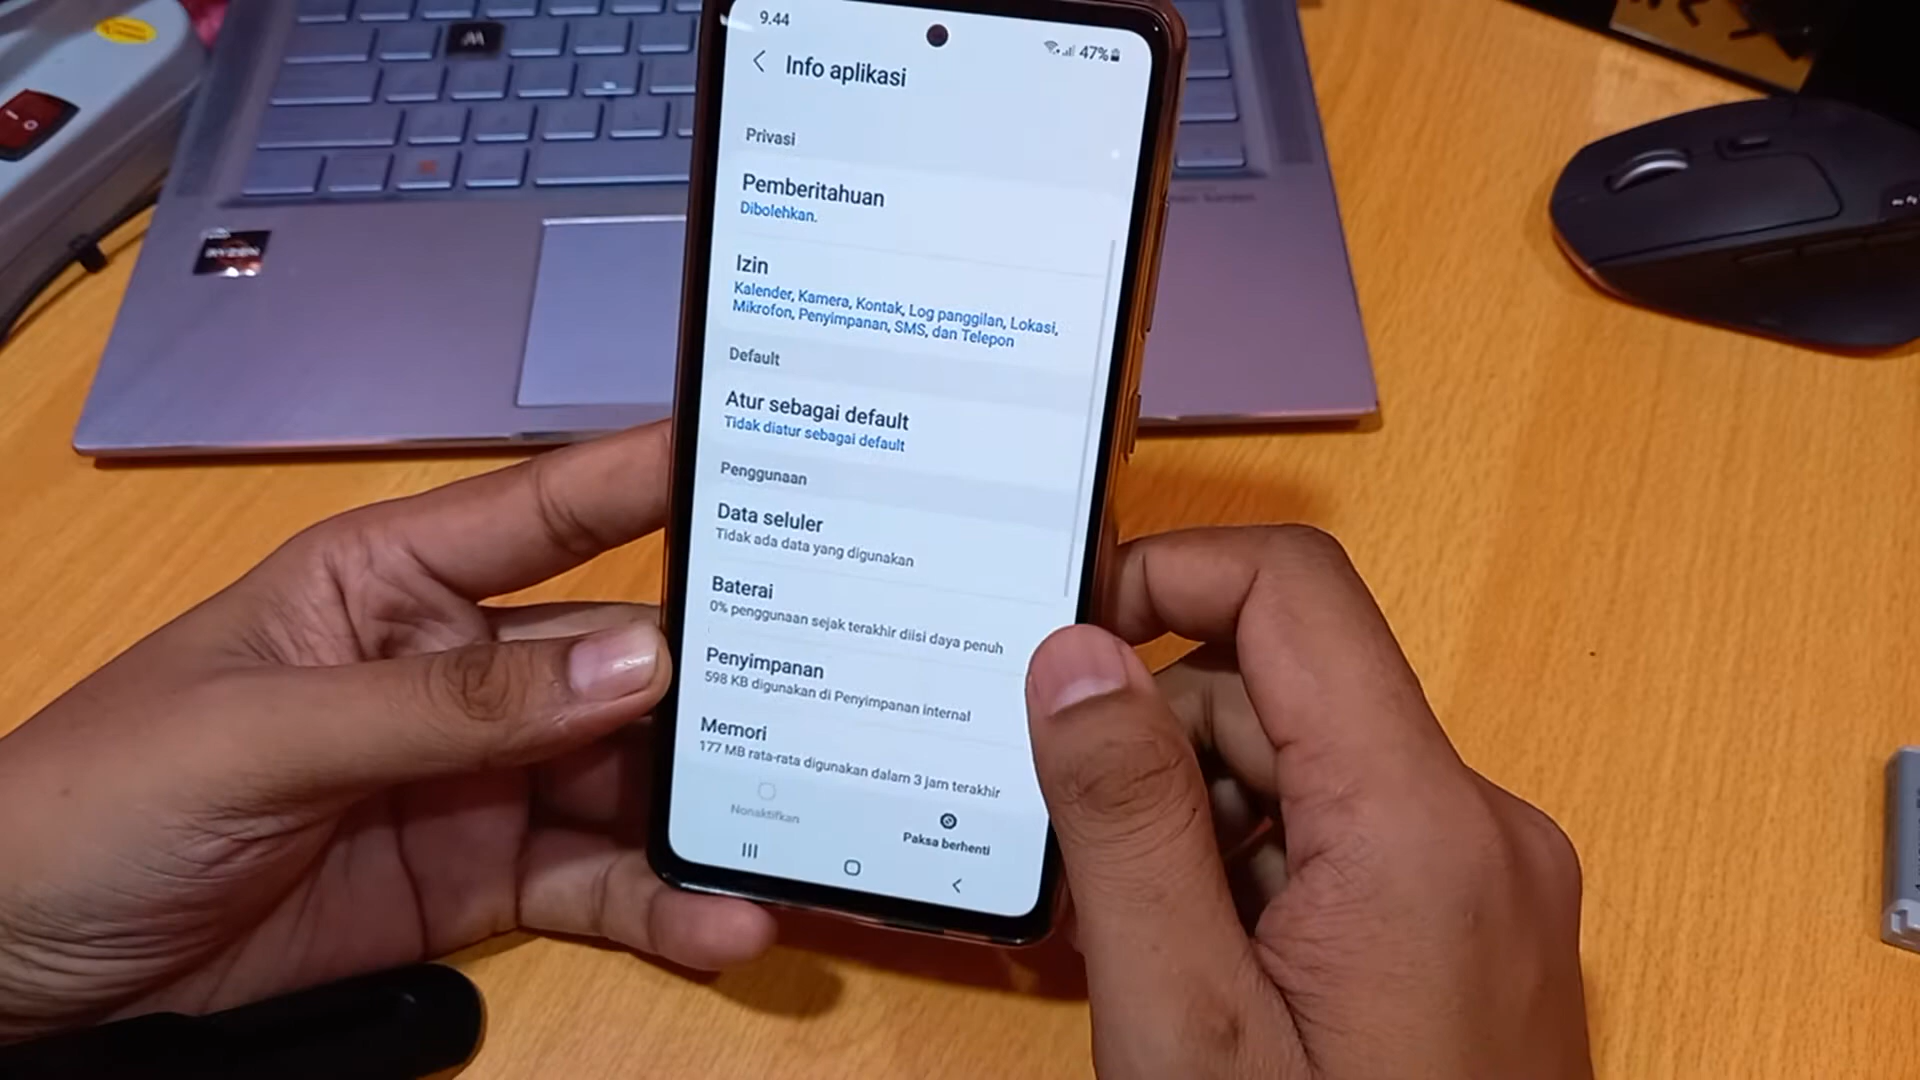 9.44
47%
Info aplikasi
Privasi
Pemberitahuan
Dibolehkan.
Izin
Kalender, Kamera, Kontak, Log panggilan, Lokasi,
Mikrofon, Penyimpanan, SMS, dan Telepon
Default
Atur sebagai default
Tidak diatur sebagai default
Penggunaan
Data seluler
Tidak ada data yang digunakan
Baterai
0% penggunaan sejak terakhir diisi daya penuh
Penyimpanan
598 KB digunakan di Penyimpanan internal
Memori
177 MB rata-rata digunakan dalam 3 jam terakhir
Nonaktifkan
Paksa berhenti
RYZEN